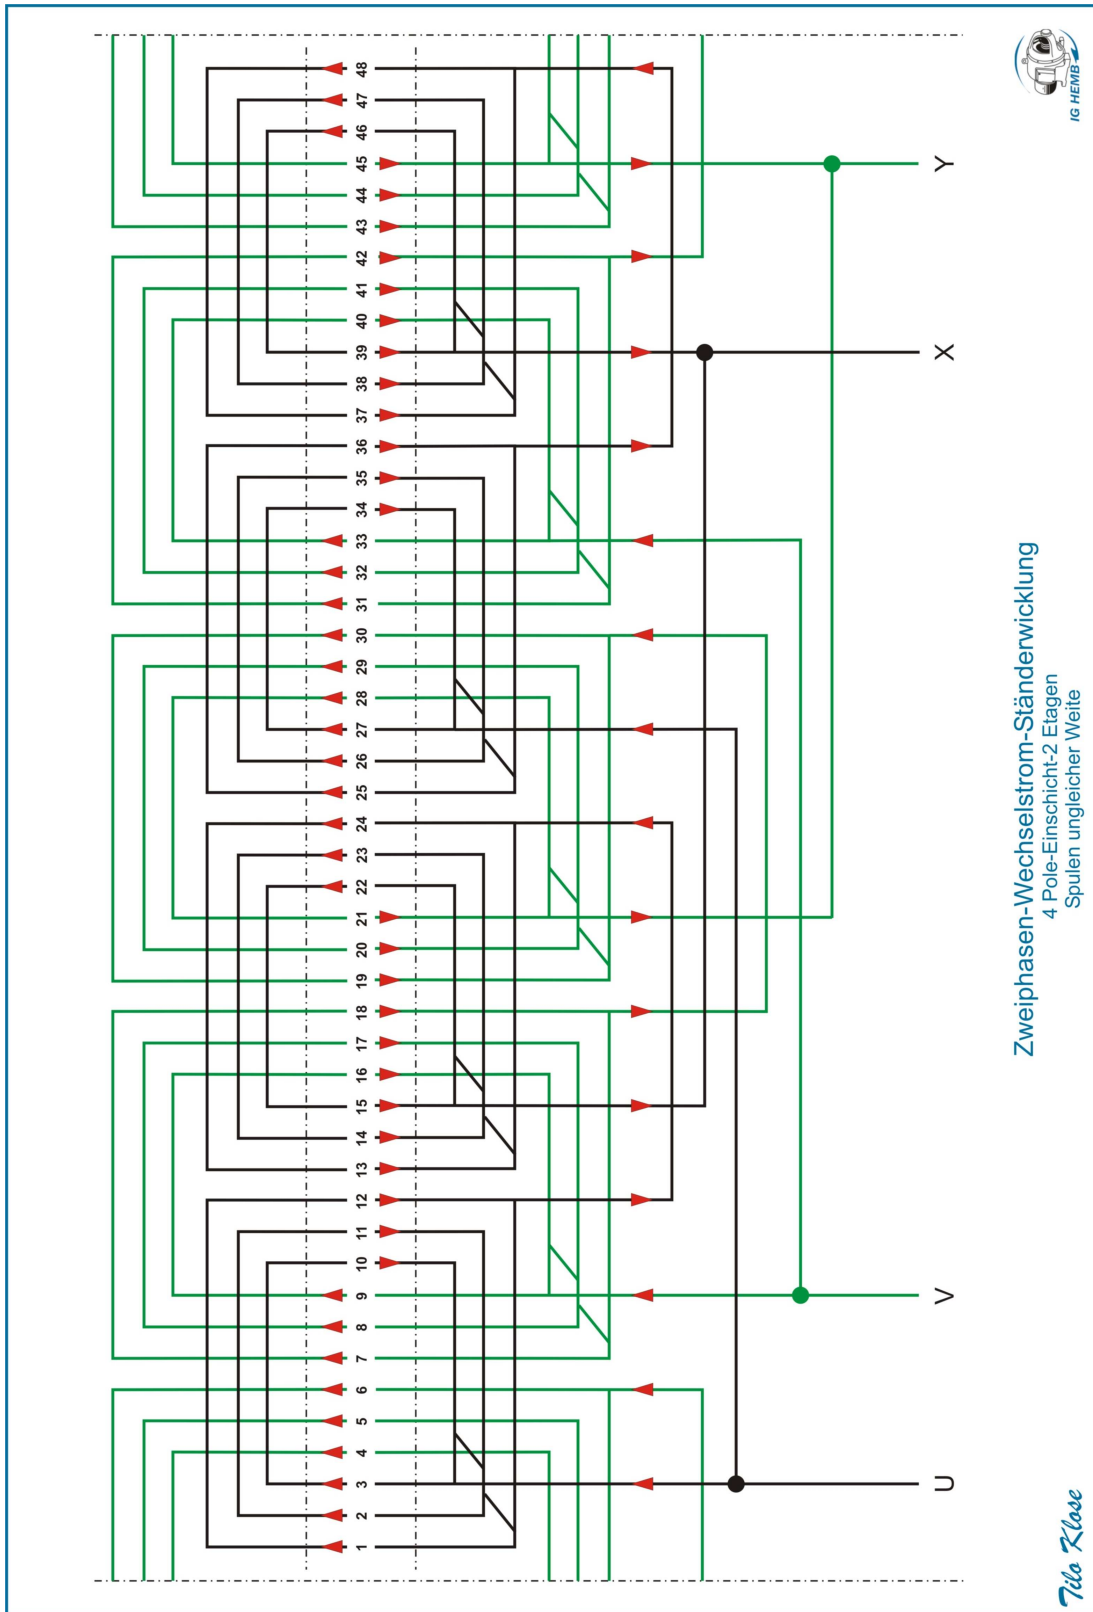 1 2 3 4 5 6 7 8 9 10 11 12 13 14 15 16 17 18 19 20 21 22 23 24 25 26 27 28 29 30 31 32 33 34 35 36 37 38 39 40 41 42 43 44 45 46 47 48
U V X Y
Zweiphasen-Wechselstrom-Ständerwicklung
4 Pole-Einschicht-2 Etagen
Spulen ungleicher Weite
Tilo Klose
IG HEMB